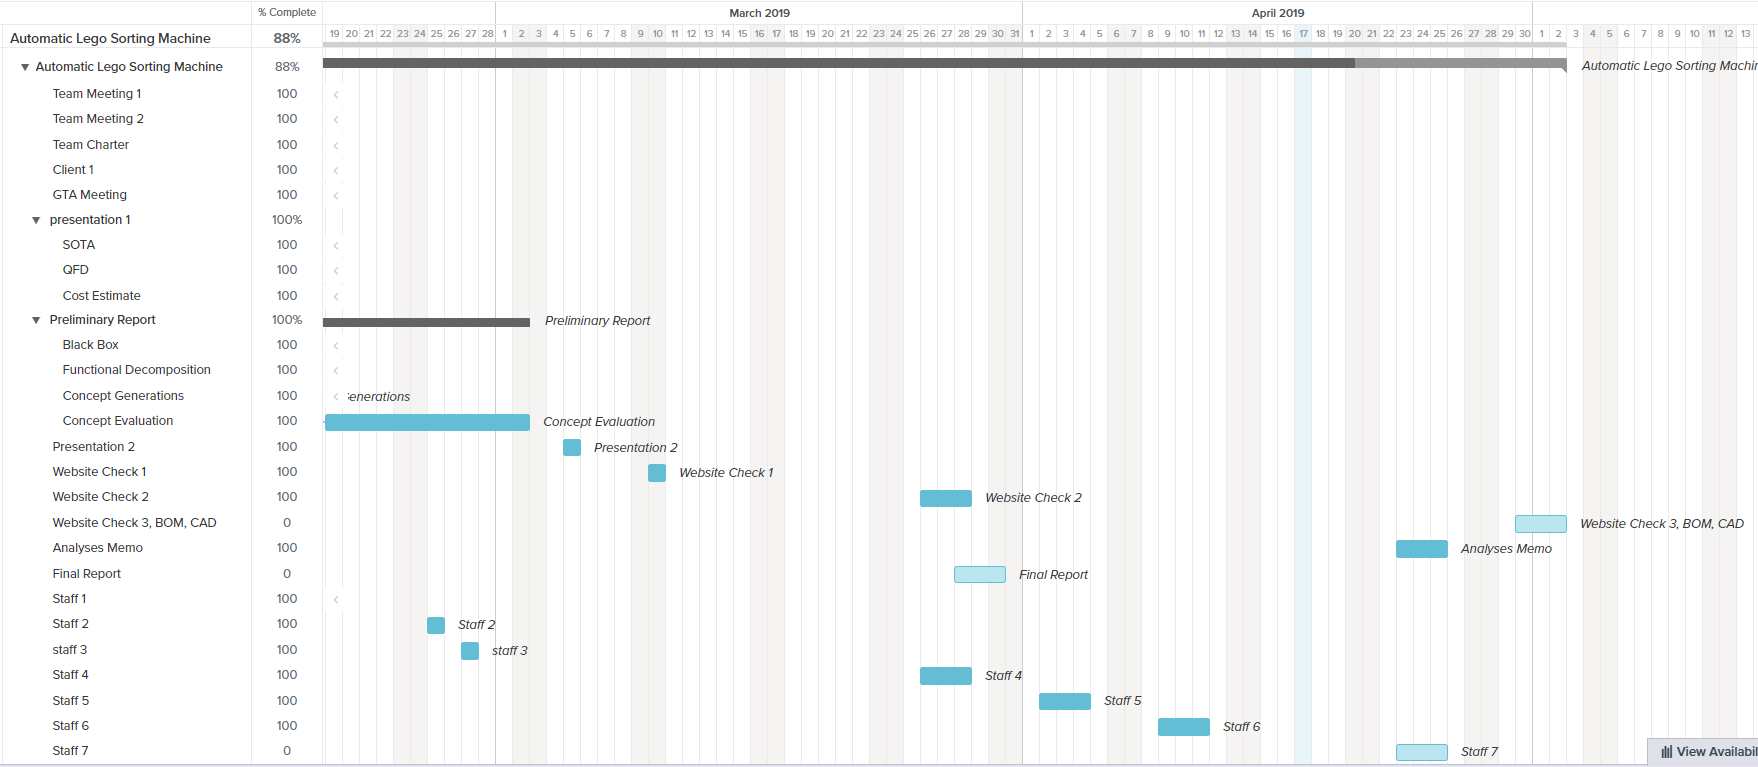 % Complete
March 2019
April 2019
19 20 21 22 23 24 25 26 27 28 1 2 3 4 5 6 7 8 9 10 11 12 13 14 15 16 17 18 19 20 21 22 23 24 25 26 27 28 29 30 31 1 2 3 4 5 6 7 8 9 10 11 12 13 14 15 16 17 18 19 20 21 22 23 24 25 26 27 28 29 30 1 2 3 4 5 6 7 8 9 10 11 12 13
Automatic Lego Sorting Machine 88%
Automatic Lego Sorting Machine 88% Automatic Lego Sorting Machin
Team Meeting 1 100
Team Meeting 2 100
Team Charter 100
Client 1 100
GTA Meeting 100
presentation 1 100%
SOTA 100
QFD 100
Cost Estimate 100
Preliminary Report 100% Preliminary Report
Black Box 100
Functional Decomposition 100
Concept Generations 100 enerations
Concept Evaluation 100 Concept Evaluation
Presentation 2 100 Presentation 2
Website Check 1 100 Website Check 1
Website Check 2 100 Website Check 2
Website Check 3, BOM, CAD 0 Website Check 3, BOM, CAD
Analyses Memo 100 Analyses Memo
Final Report 0 Final Report
Staff 1 100
Staff 2 100 Staff 2
staff 3 100 staff 3
Staff 4 100 Staff 4
Staff 5 100 Staff 5
Staff 6 100 Staff 6
Staff 7 0 Staff 7
View Availabil